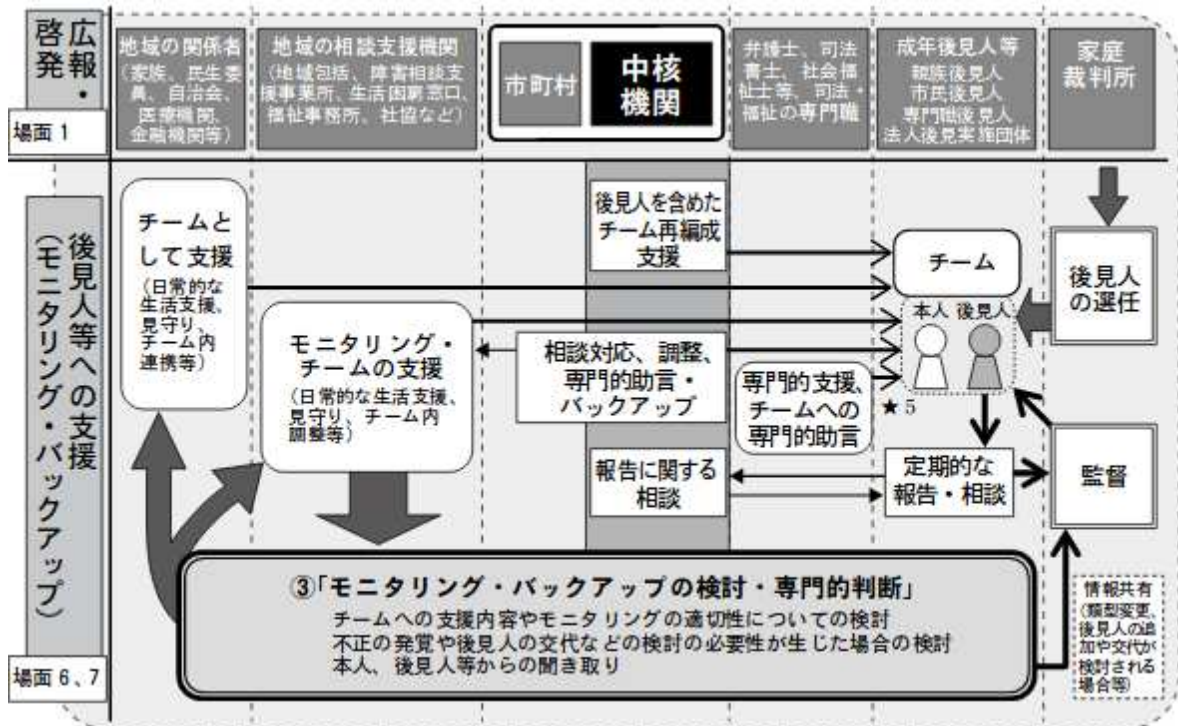 広報・
啓発
場面1
地域の関係者
(家族、民生委
員、自治会、
医療機関、
金融機関等)
地域の相談支援機関
(地域包括、障害相談支
援事業所、生活困窮窓口、
福祉事務所、社協など)
市町村
中核
機関
弁護士、司法
書士、社会福
祉士等、司法・
福祉の専門職
成年後見人等
親族後見人
市民後見人
専門職後見人
法人後見実施団体
家庭
裁判所
後見人等への支援
(モニタリング・バックアップ)
場面6、7
チームと
して支援
(日常的な
生活支援、
見守り、
チーム内
連携等)
モニタリング・
チームの支援
(日常的な生活支援、
見守り、チーム内
調整等)
後見人を含めた
チーム再編成
支援
相談対応、調整、
専門的助言・
バックアップ
専門的支援、
チームへの
専門的助言
★5
チーム
本人 後見人
後見人
の選任
報告に関する
相談
定期的な
報告・相談
監督
③「モニタリング・バックアップの検討・専門的判断」
チームへの支援内容やモニタリングの適切性についての検討
不正の発覚や後見人の交代などの検討の必要性が生じた場合の検討
本人、後見人等からの聞き取り
情報共有
(類型変更、
後見人の追
加や交代が
検討される
場合等)